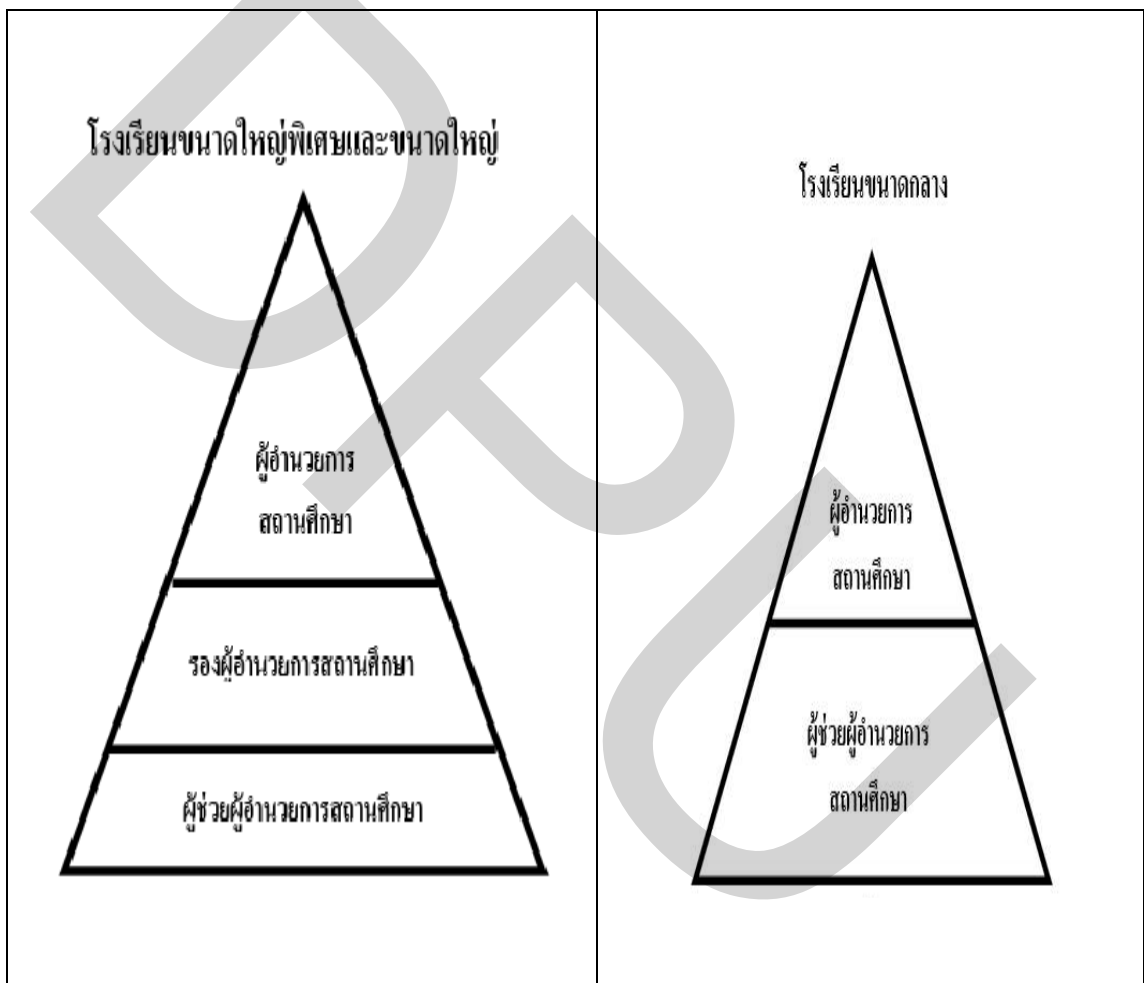 โรงเรียนขนาดใหญ่พิเศษและขนาดใหญ่
ผู้อำนวยการ
สถานศึกษา
รองผู้อำนวยการสถานศึกษา
ผู้ช่วยผู้อำนวยการสถานศึกษา
โรงเรียนขนาดกลาง
ผู้อำนวยการ
สถานศึกษา
ผู้ช่วยผู้อำนวยการ
สถานศึกษา
DPU